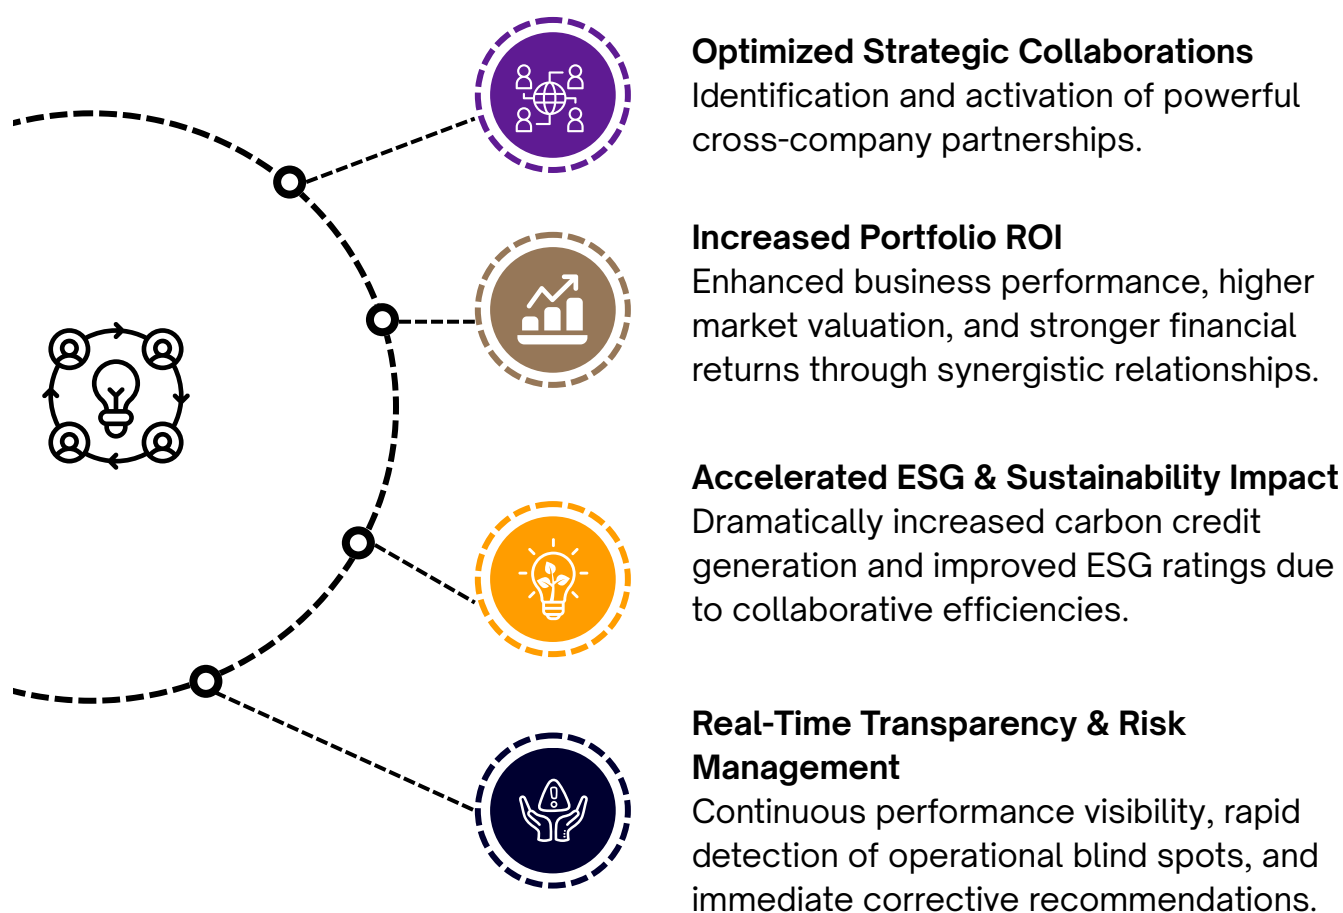 Optimized Strategic Collaborations
Identification and activation of powerful
cross-company partnerships.
Increased Portfolio ROI
Enhanced business performance, higher
market valuation, and stronger financial
returns through synergistic relationships.
Accelerated ESG & Sustainability Impact
Dramatically increased carbon credit
generation and improved ESG ratings due
to collaborative efficiencies.
Real-Time Transparency & Risk
Management
Continuous performance visibility, rapid
detection of operational blind spots, and
immediate corrective recommendations.